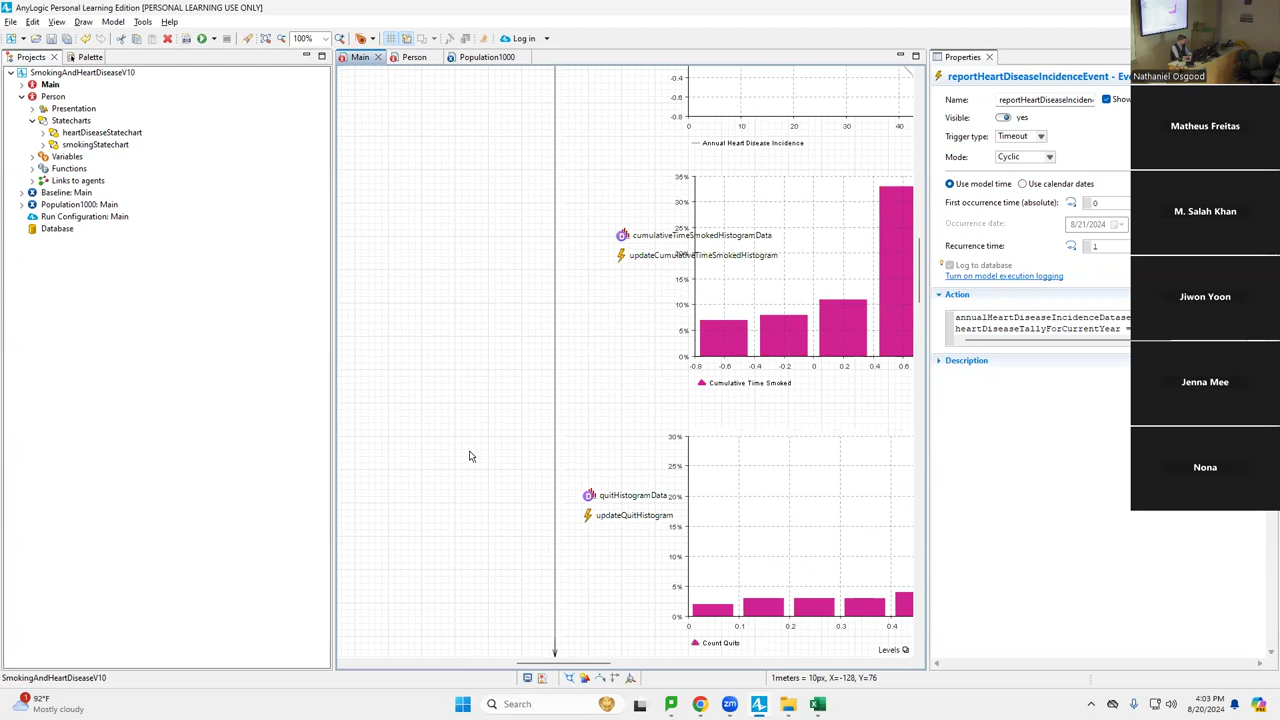 AnyLogic Personal Learning Edition [PERSONAL LEARNING USE ONLY]
File Edit View Draw Model Tools Help
100% Log in
Projects Palette
SmokingAndHeartDiseaseV10
Main
Person
Presentation
Statecharts
heartDiseaseStatechart
smokingStatechart
Variables
Functions
Links to agents
Baseline: Main
Population1000: Main
Run Configuration: Main
Database
Main Person Population1000
-0.4
-0.6
-0.8
0 10 20 30 40
Annual Heart Disease Incidence
35%
30%
25%
20%
15%
10%
5%
0%
cumulativeTimeSmokedHistogramData
updateCumulativeTimeSmokedHistogram
-0.8 -0.6 -0.4 -0.2 0 0.2 0.4 0.6
Cumulative Time Smoked
30%
25%
20%
15%
10%
5%
0%
quitHistogramData
updateQuitHistogram
0 0.1 0.2 0.3 0.4
Count Quits
Levels
Properties
reportHeartDiseaseIncidenceEvent - Eve
Name: reportHeartDiseaseInciden Show
Visible: yes
Trigger type: Timeout
Mode: Cyclic
Use model time Use calendar dates
First occurrence time (absolute): 0
Occurrence date: 8/21/2024
Recurrence time: 1
Log to database
Turn on model execution logging
Action
annualHeartDiseaseIncidenceDatase
heartDiseaseTallyForCurrentYear =
Description
Nathaniel Osgood
Matheus Freitas
M. Salah Khan
Jiwon Yoon
Jenna Mee
Nona
SmokingAndHeartDiseaseV10
1meters = 10px, X=-128, Y=76
1
92°F
Mostly cloudy
Search
4:03 PM
8/20/2024